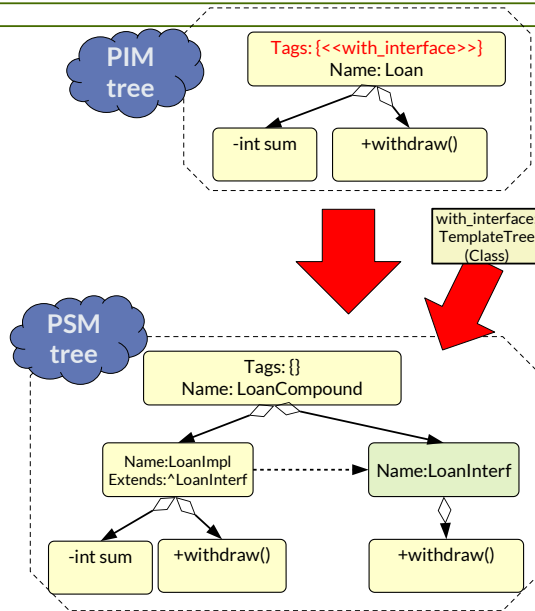 PIM
tree
Tags: {<<with_interface>>}
Name: Loan
-int sum
+withdraw()
with_interface
TemplateTree
(Class)
PSM
tree
Tags: {}
Name: LoanCompound
Name:LoanImpl
Extends:^LoanInterf
Name:LoanInterf
-int sum
+withdraw()
+withdraw()